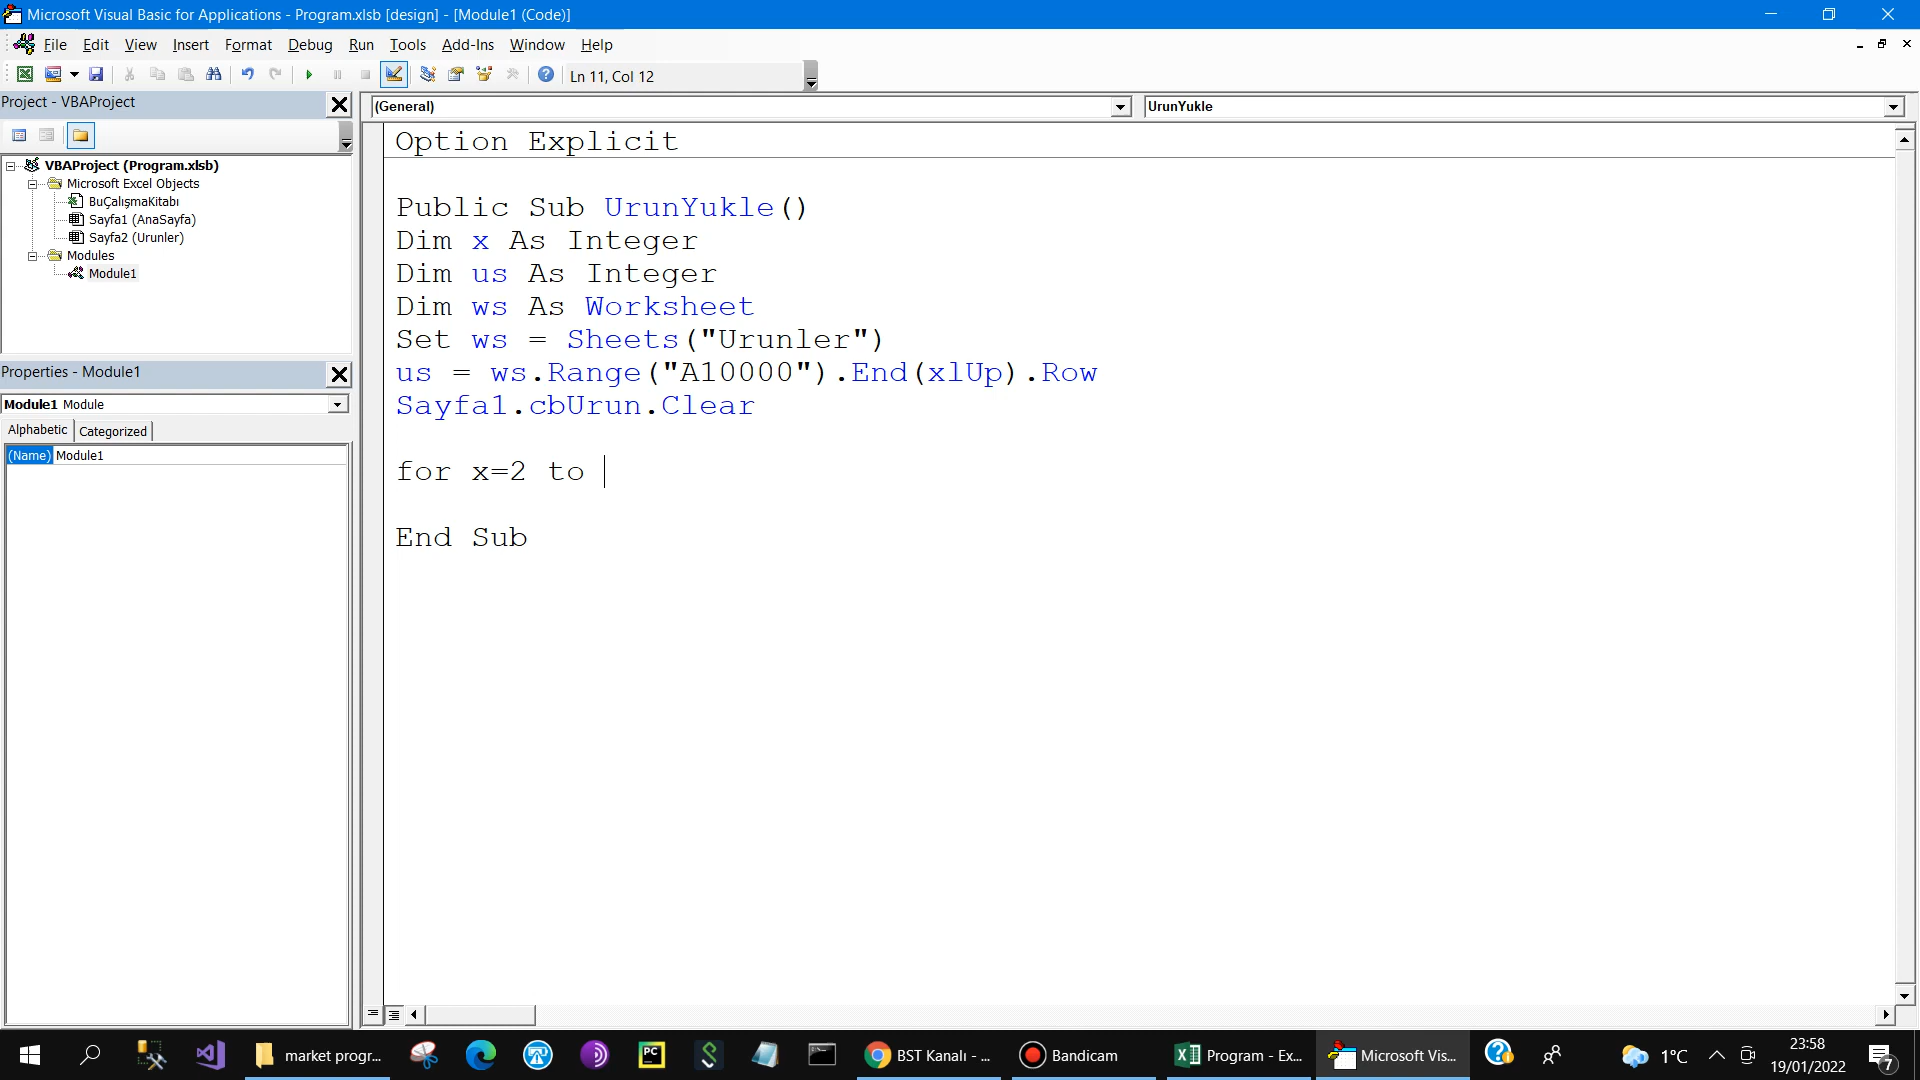 Microsoft Visual Basic for Applications - Program.xlsb [design] - [Module1 (Code)]
File Edit View Insert Format Debug Run Tools Add-Ins Window Help
Ln 11, Col 12
Project - VBAProject
VBAProject (Program.xlsb)
Microsoft Excel Objects
BuÇalışmaKitabı
Sayfa1 (AnaSayfa)
Sayfa2 (Urunler)
Modules
Module1
Properties - Module1
Module1 Module
Alphabetic Categorized
(Name) Module1
(General)
UrunYukle
Option Explicit
Public Sub UrunYukle()
Dim x As Integer
Dim us As Integer
Dim ws As Worksheet
Set ws = Sheets("Urunler")
us = ws.Range("A10000").End(xlUp).Row
Sayfa1.cbUrun.Clear
for x=2 to
End Sub
market progr...
PC
BST Kanalı - ...
Bandicam
Program - Ex...
Microsoft Vis...
1°C
23:58
19/01/2022
7